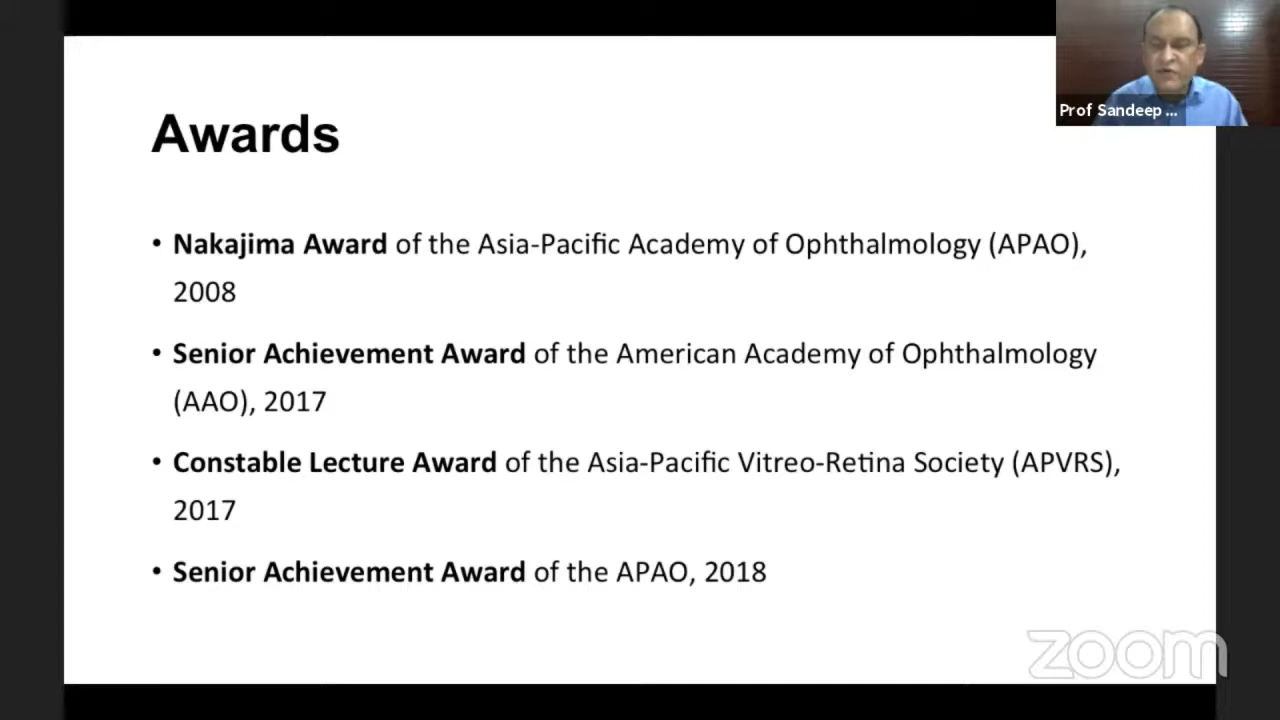 Prof Sandeep ...
Awards
• Nakajima Award of the Asia-Pacific Academy of Ophthalmology (APAO),
2008
• Senior Achievement Award of the American Academy of Ophthalmology
(AAO), 2017
• Constable Lecture Award of the Asia-Pacific Vitreo-Retina Society (APVRS),
2017
• Senior Achievement Award of the APAO, 2018
zoom